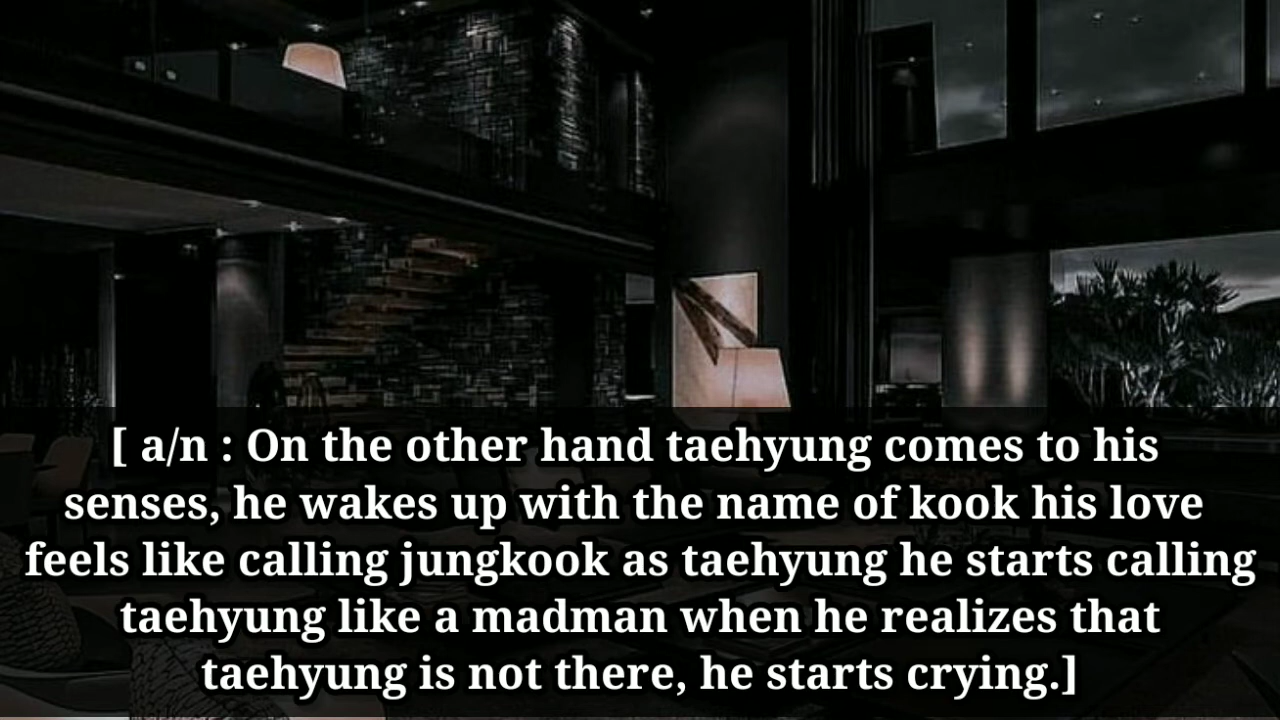 [ a/n : On the other hand taehyung comes to his
senses, he wakes up with the name of kook his love
feels like calling jungkook as taehyung he starts calling
taehyung like a madman when he realizes that
taehyung is not there, he starts crying.]